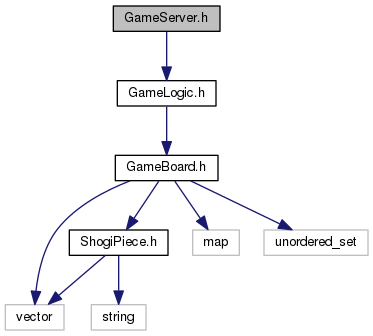 GameServer.h
GameLogic.h
GameBoard.h
ShogiPiece.h
map
unordered_set
vector
string